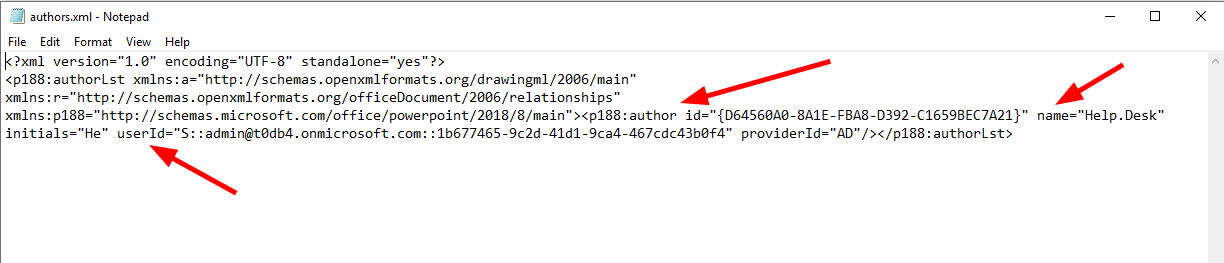 authors.xml - Notepad
File Edit Format View Help
<?xml version="1.0" encoding="UTF-8" standalone="yes"?>
<p188:authorLst xmlns:a="http://schemas.openxmlformats.org/drawingml/2006/main"
xmlns:r="http://schemas.openxmlformats.org/officeDocument/2006/relationships"
xmlns:p188="http://schemas.microsoft.com/office/powerpoint/2018/8/main"><p188:author id="{D64560A0-8A1E-FBA8-D392-C1659BEC7A21}" name="Help.Desk"
initials="He" userId="S::admin@t0db4.onmicrosoft.com::1b677465-9c2d-41d1-9ca4-467cdc43b0f4" providerId="AD"/></p188:authorLst>